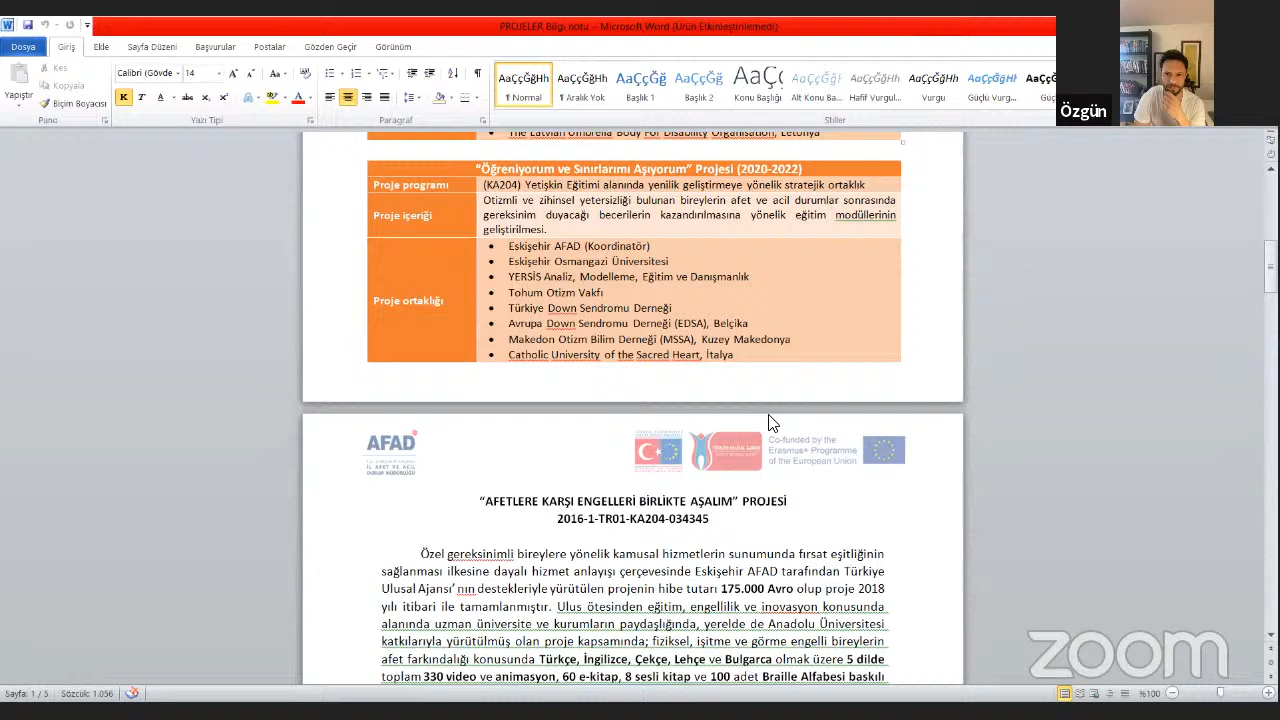 PROJELER Bilgi notu - Microsoft Word (Ürün Etkinleştirilemedi)
Dosya Giriş Ekle Sayfa Düzeni Başvurular Postalar Gözden Geçir Görünüm
Yapıştır
Kes
Kopyala
Biçim Boyacısı
Calibri (Gövde 14
AaÇçĞğHh AaÇçĞğHh AaÇçĞğ AaÇçĞğ AaÇç AaÇçĞğHh AaÇçĞğHh AaÇçĞğHh AaÇçĞğHh
¶ Normal ¶ Aralık Yok Başlık 1 Başlık 2 Konu Başlığı Alt Konu Ba... Hafif Vurgul... Vurgu Güçlü Vurgu...
Pano Yazı Tipi Paragraf Stiller
Özgün
The Latvian Umbrella Body For Disability Organisation, Letonya
“Öğreniyorum ve Sınırlarımı Aşıyorum” Projesi (2020-2022)
Proje programı
(KA204) Yetişkin Eğitimi alanında yenilik geliştirmeye yönelik stratejik ortaklık
Proje içeriği
Otizmli ve zihinsel yetersizliği bulunan bireylerin afet ve acil durumlar sonrasında
gereksinim duyacağı becerilerin kazandırılmasına yönelik eğitim modüllerinin
geliştirilmesi.
Proje ortaklığı
• Eskişehir AFAD (Koordinatör)
• Eskişehir Osmangazi Üniversitesi
• YERSİS Analiz, Modelleme, Eğitim ve Danışmanlık
• Tohum Otizm Vakfı
• Türkiye Down Sendromu Derneği
• Avrupa Down Sendromu Derneği (EDSA), Belçika
• Makedon Otizm Bilim Derneği (MSSA), Kuzey Makedonya
• Catholic University of the Sacred Heart, İtalya
AFAD
İL AFET VE ACİL
DURUM MÜDÜRLÜĞÜ
Co-funded by the
Erasmus+ Programme
of the European Union
“AFETLERE KARŞI ENGELLERİ BİRLİKTE AŞALIM” PROJESİ
2016-1-TR01-KA204-034345
Özel gereksinimli bireylere yönelik kamusal hizmetlerin sunumunda fırsat eşitliğinin
sağlanması ilkesine dayalı hizmet anlayışı çerçevesinde Eskişehir AFAD tarafından Türkiye
Ulusal Ajansı’ nın destekleriyle yürütülen projenin hibe tutarı 175.000 Avro olup proje 2018
yılı itibari ile tamamlanmıştır. Ulus ötesinden eğitim, engellilik ve inovasyon konusunda
alanında uzman üniversite ve kurumların paydaşlığında, yerelde de Anadolu Üniversitesi
katkılarıyla yürütülmüş olan proje kapsamında; fiziksel, işitme ve görme engelli bireylerin
afet farkındalığı konusunda Türkçe, İngilizce, Çekçe, Lehçe ve Bulgarca olmak üzere 5 dilde
toplam 330 video ve animasyon, 60 e-kitap, 8 sesli kitap ve 100 adet Braille Alfabesi baskılı
zoom
Sayfa: 1 / 5 Sözcük: 1.056 %100